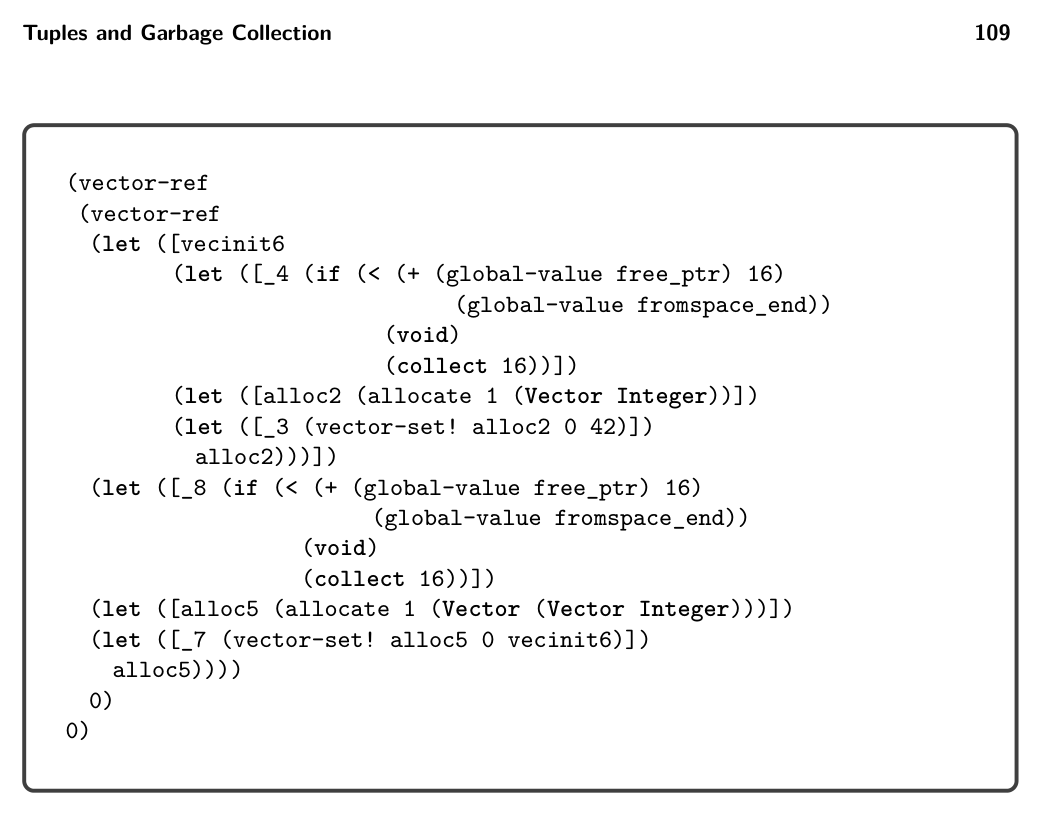 Tuples and Garbage Collection 109
(vector-ref
 (vector-ref
  (let ([vecinit6
         (let ([_4 (if (< (+ (global-value free_ptr) 16)
                                 (global-value fromspace_end))
                           (void)
                           (collect 16))])
         (let ([alloc2 (allocate 1 (Vector Integer))])
         (let ([_3 (vector-set! alloc2 0 42)])
           alloc2)))])
  (let ([_8 (if (< (+ (global-value free_ptr) 16)
                          (global-value fromspace_end))
                    (void)
                    (collect 16))])
  (let ([alloc5 (allocate 1 (Vector (Vector Integer)))])
  (let ([_7 (vector-set! alloc5 0 vecinit6)])
    alloc5))))
  0)
0)